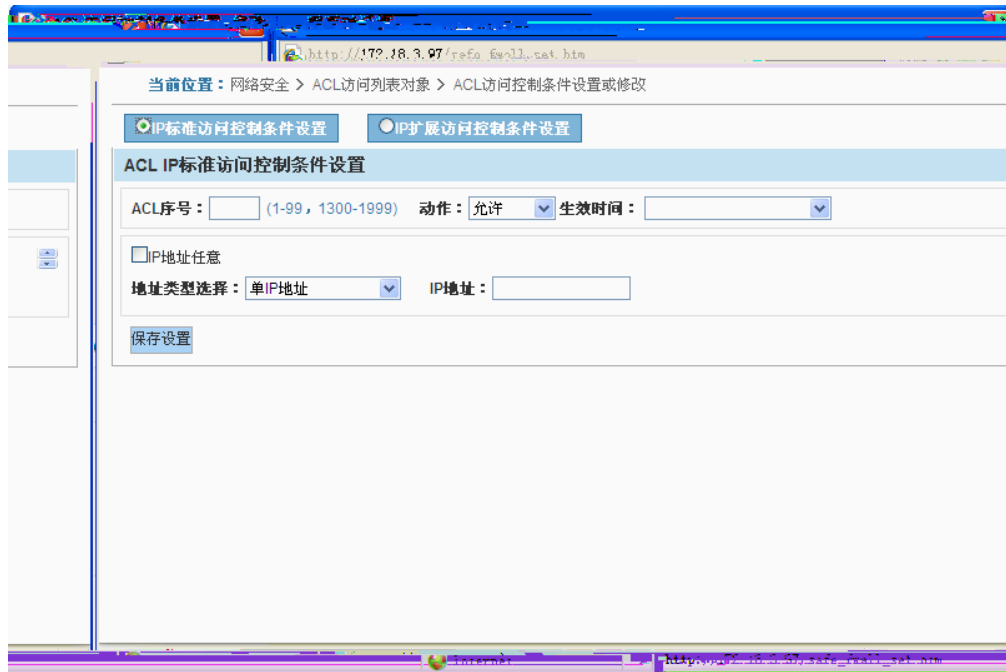 当前位置：网络安全 > ACL访问列表对象 > ACL访问控制条件设置或修改
IP标准访问控制条件设置 IP扩展访问控制条件设置
ACL IP标准访问控制条件设置
ACL序号： (1-99，1300-1999) 动作： 允许 生效时间：
IP地址任意
地址类型选择： 单IP地址 IP地址：
保存设置
Internet